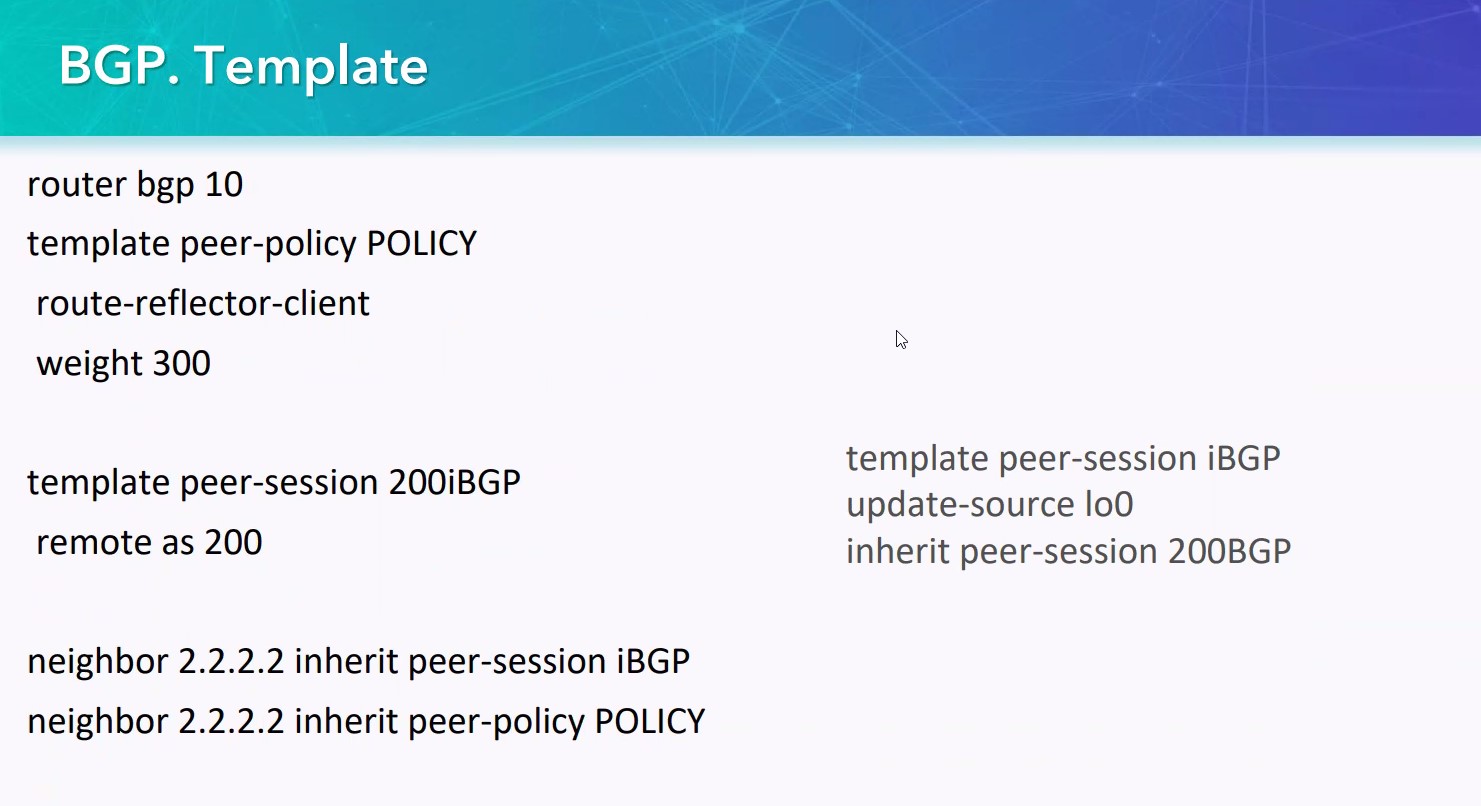 BGP. Template
router bgp 10
template peer-policy POLICY
route-reflector-client
weight 300
template peer-session 200iBGP
remote as 200
neighbor 2.2.2.2 inherit peer-session iBGP
neighbor 2.2.2.2 inherit peer-policy POLICY
template peer-session iBGP
update-source lo0
inherit peer-session 200BGP